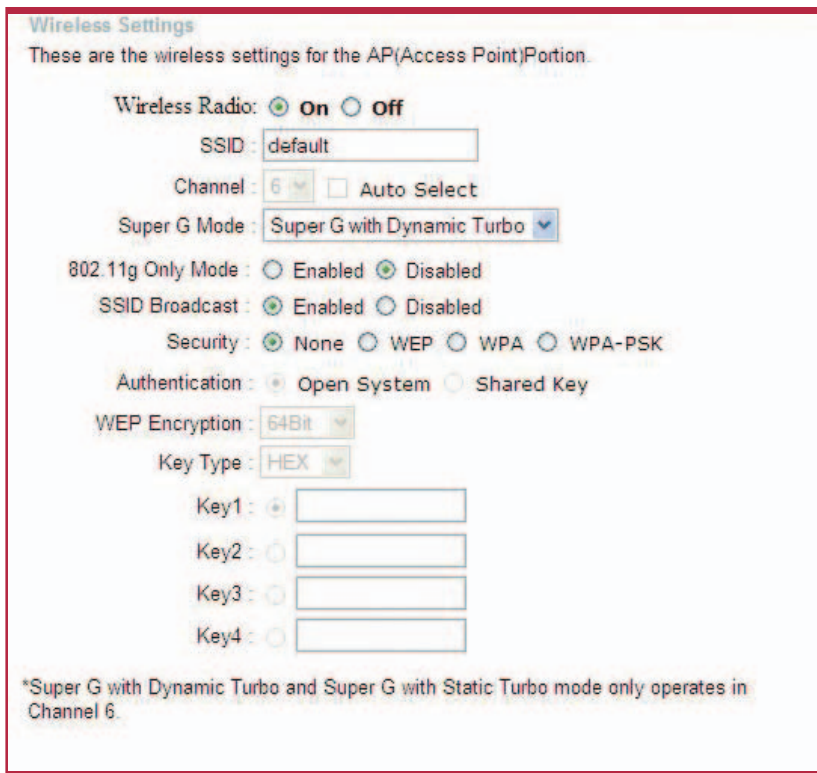 Wireless Settings
These are the wireless settings for the AP(Access Point)Portion.
Wireless Radio: On Off
SSID : default
Channel : 6 Auto Select
Super G Mode : Super G with Dynamic Turbo
802.11g Only Mode : Enabled Disabled
SSID Broadcast : Enabled Disabled
Security : None WEP WPA WPA-PSK
Authentication : Open System Shared Key
WEP Encryption : 64Bit
Key Type : HEX
Key1 :
Key2 :
Key3 :
Key4 :
*Super G with Dynamic Turbo and Super G with Static Turbo mode only operates in
Channel 6.